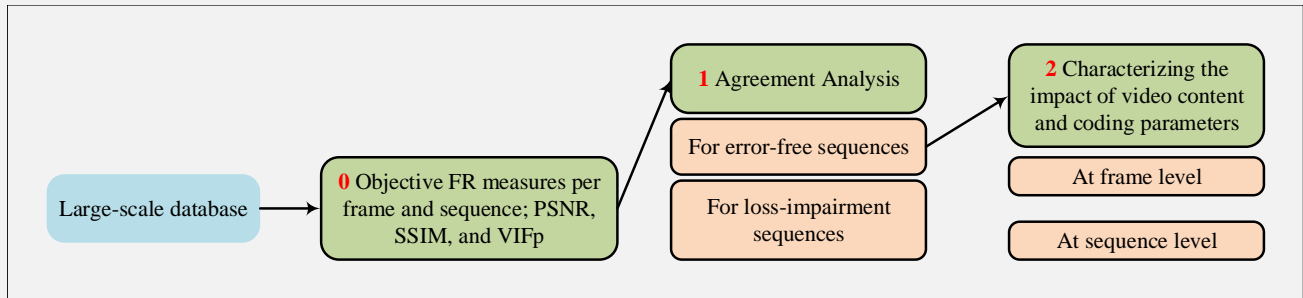 Large-scale database
0 Objective FR measures per
frame and sequence; PSNR,
SSIM, and VIFp
1 Agreement Analysis
For error-free sequences
For loss-impairment
sequences
2 Characterizing the
impact of video content
and coding parameters
At frame level
At sequence level